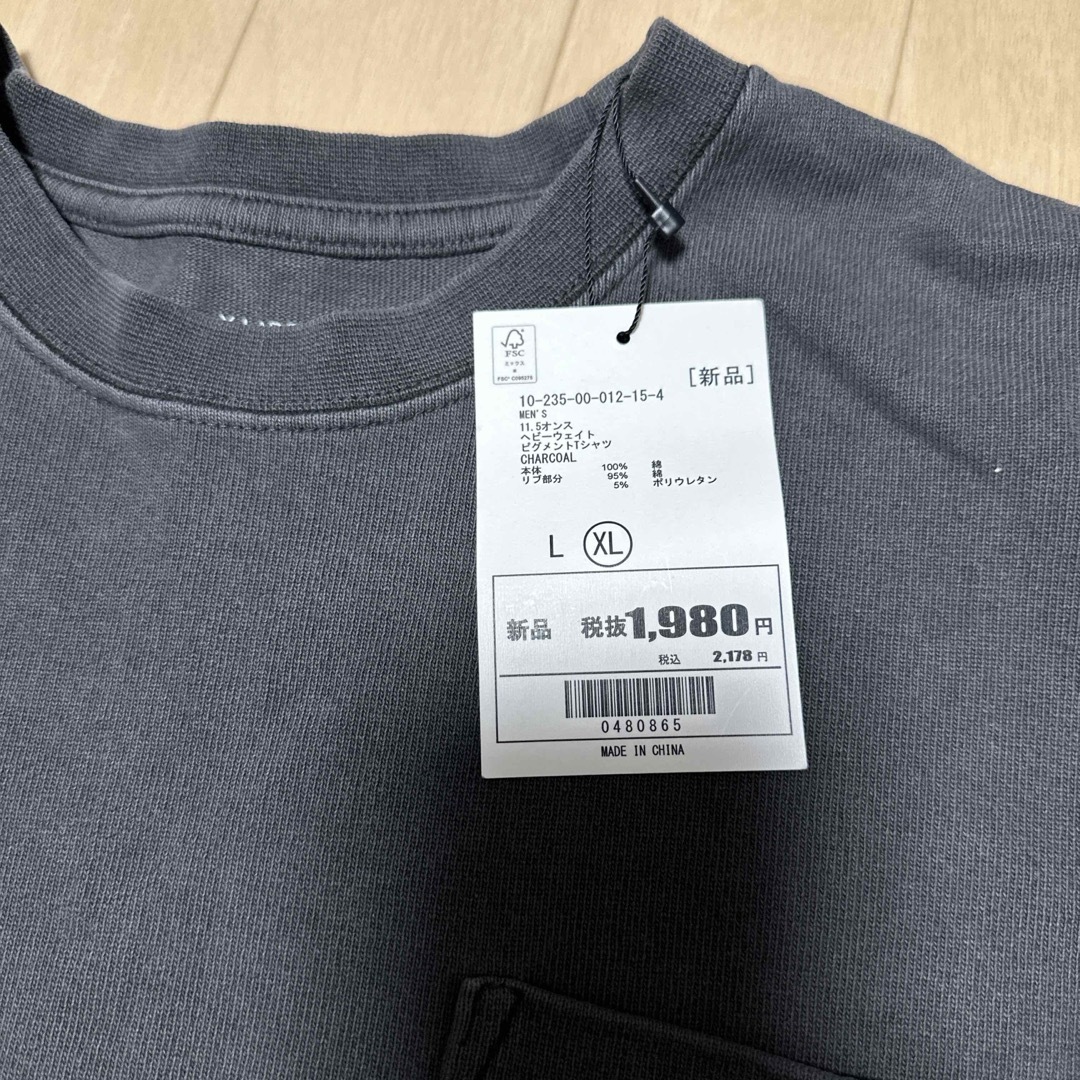 FSC
ミックス
FSC® C095275
[新品]
10-235-00-012-15-4
MEN'S
11.5オンス
ヘビーウェイト
ピグメントTシャツ
CHARCOAL
本体 100% 綿
リブ部分 95% 綿
5% ポリウレタン
L XL
新品 税抜1,980円
税込 2,178円
0480865
MADE IN CHINA